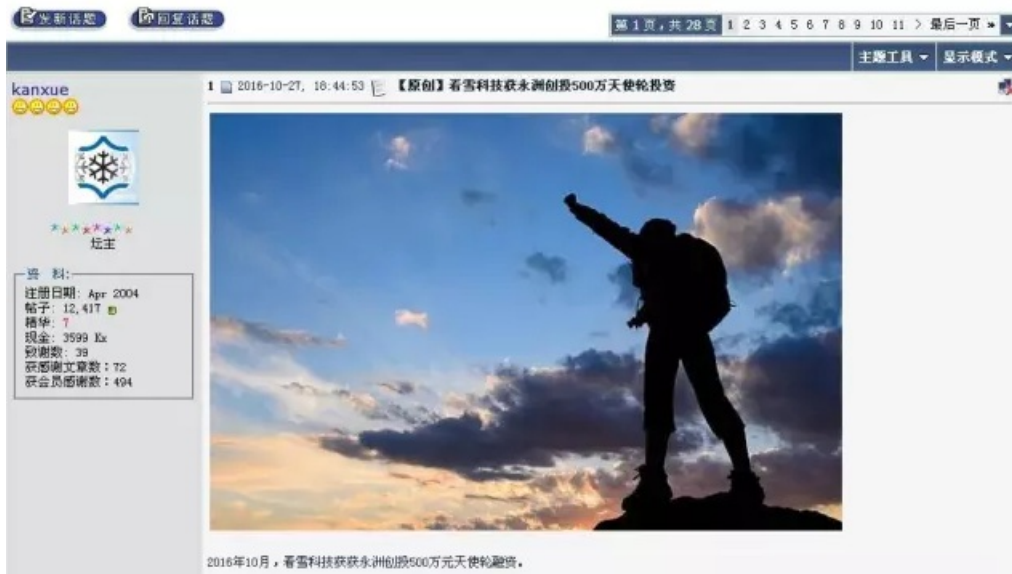 发新话题
回复话题
第 1 页，共 28 页 1 2 3 4 5 6 7 8 9 10 11 > 最后一页 »
主题工具
显示模式
kanxue
1 2016-10-27, 18:44:53 【原创】看雪科技获永洲创投500万天使轮投资
坛主
资 料:
注册日期: Apr 2004
帖子: 12,417
精华: 7
现金: 3599 Kx
致谢数: 39
获感谢文章数：72
获会员感谢数：494
2016年10月，看雪科技获获永洲创投500万元天使轮融资。